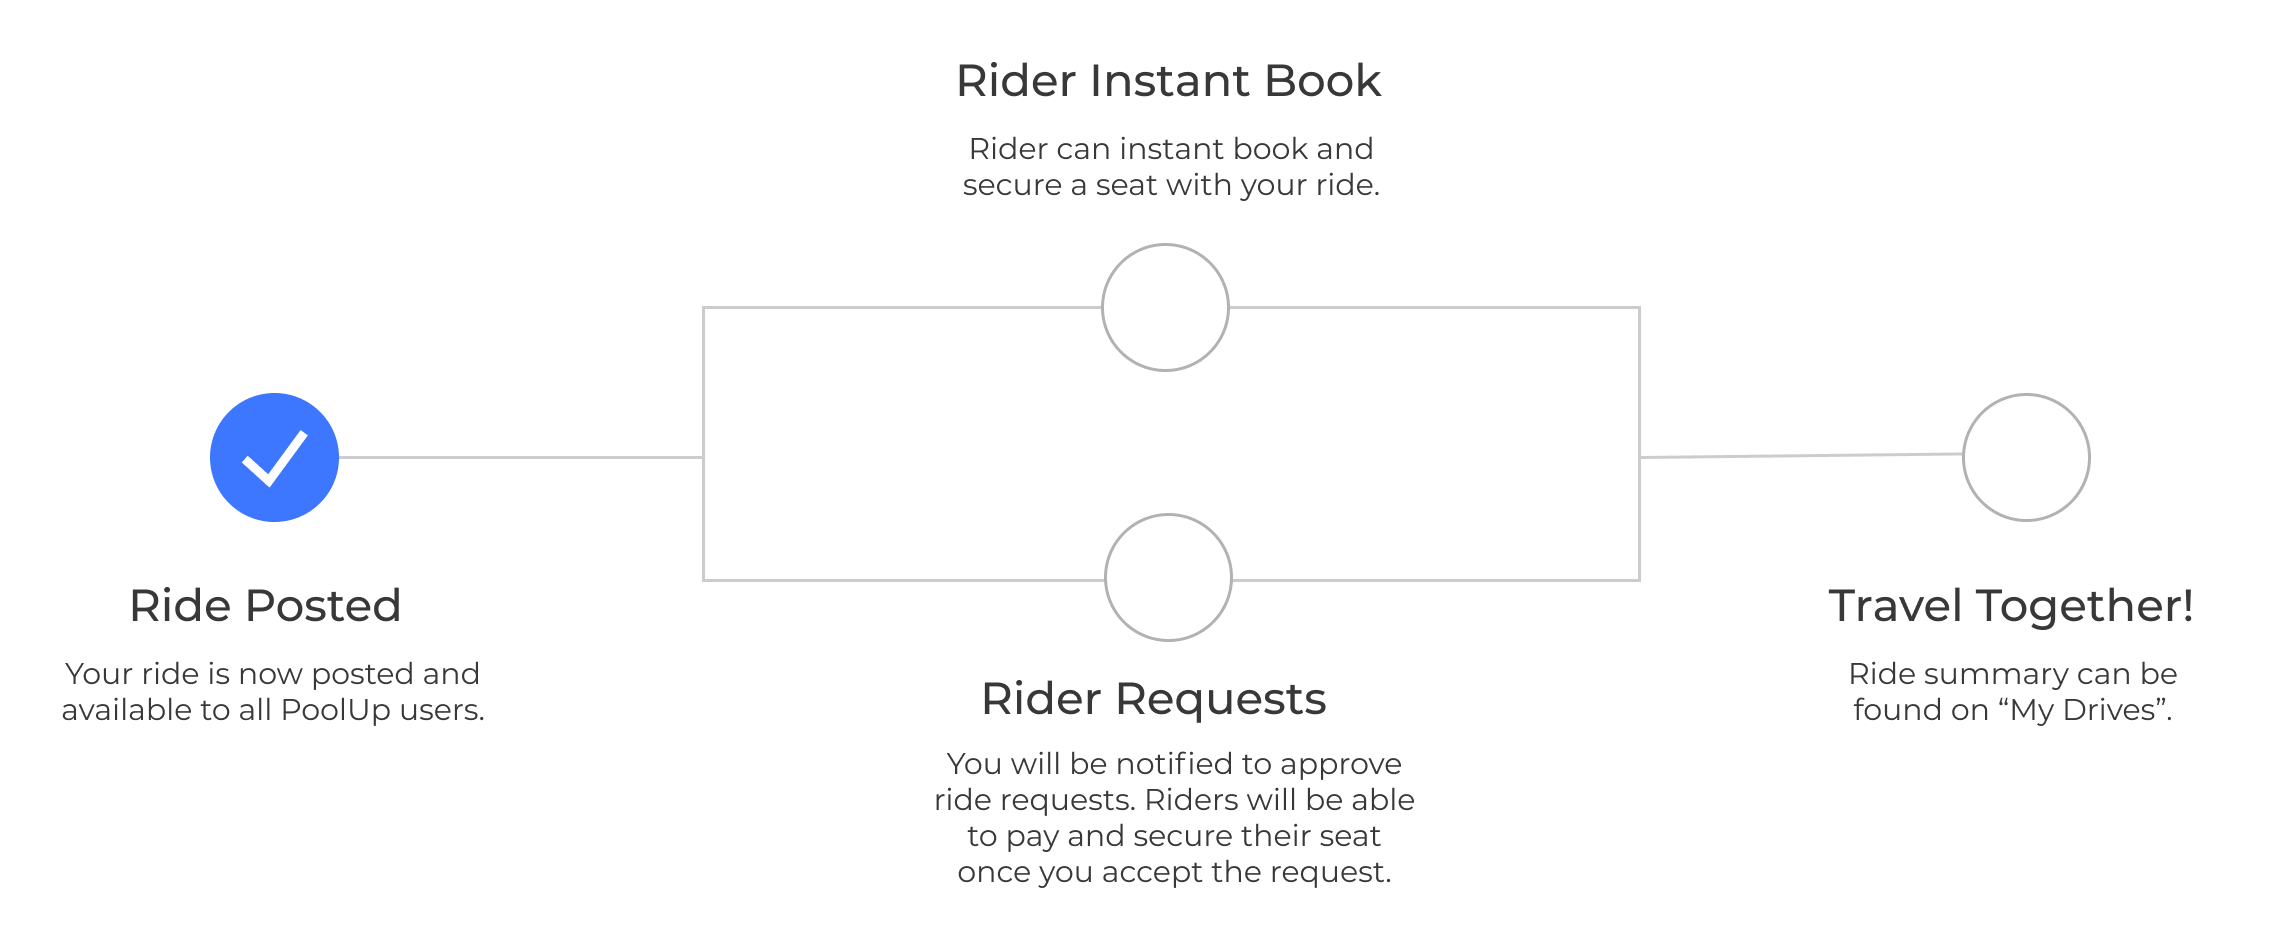 Rider Instant Book
Rider can instant book and
secure a seat with your ride.
Ride Posted
Your ride is now posted and
available to all PoolUp users.
Rider Requests
You will be notified to approve
ride requests. Riders will be able
to pay and secure their seat
once you accept the request.
Travel Together!
Ride summary can be
found on “My Drives”.